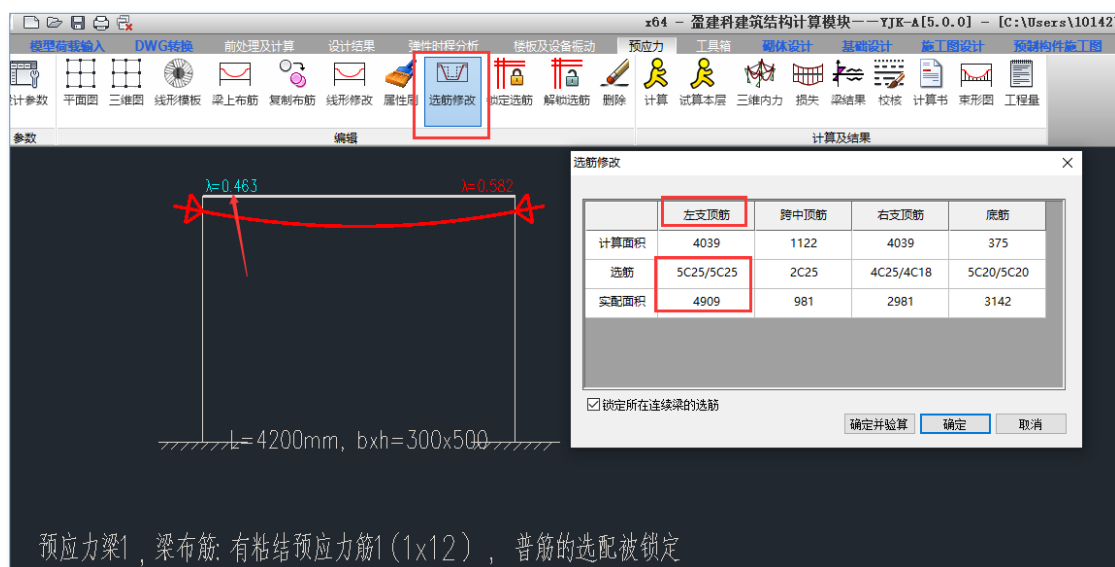 x64 - 盈建科建筑结构计算模块——YJK-A[5.0.0] - [C:\Users\10142
模型荷载输入 DWG转换 前处理及计算 设计结果 弹性时程分析 楼板及设备振动 预应力 工具箱 砌体设计 基础设计 施工图设计 预制构件施工图
计参数 平面图 三维图 线形模板 梁上布筋 复制布筋 线形修改 属性刷 选筋修改 锁定选筋 解锁选筋 删除 计算 试算本层 三维内力 损失 梁结果 校核 计算书 束形图 工程量
参数 编辑 计算及结果
λ=0.463 λ=0.582
L=4200mm, bxh=300x500
预应力梁1，梁布筋: 有粘结预应力筋1(1x12)， 普筋的选配被锁定
选筋修改
左支顶筋 跨中顶筋 右支顶筋 底筋
计算面积 4039 1122 4039 375
选筋 5C25/5C25 2C25 4C25/4C18 5C20/5C20
实配面积 4909 981 2981 3142
锁定所在连续梁的选筋
确定并验算 确定 取消